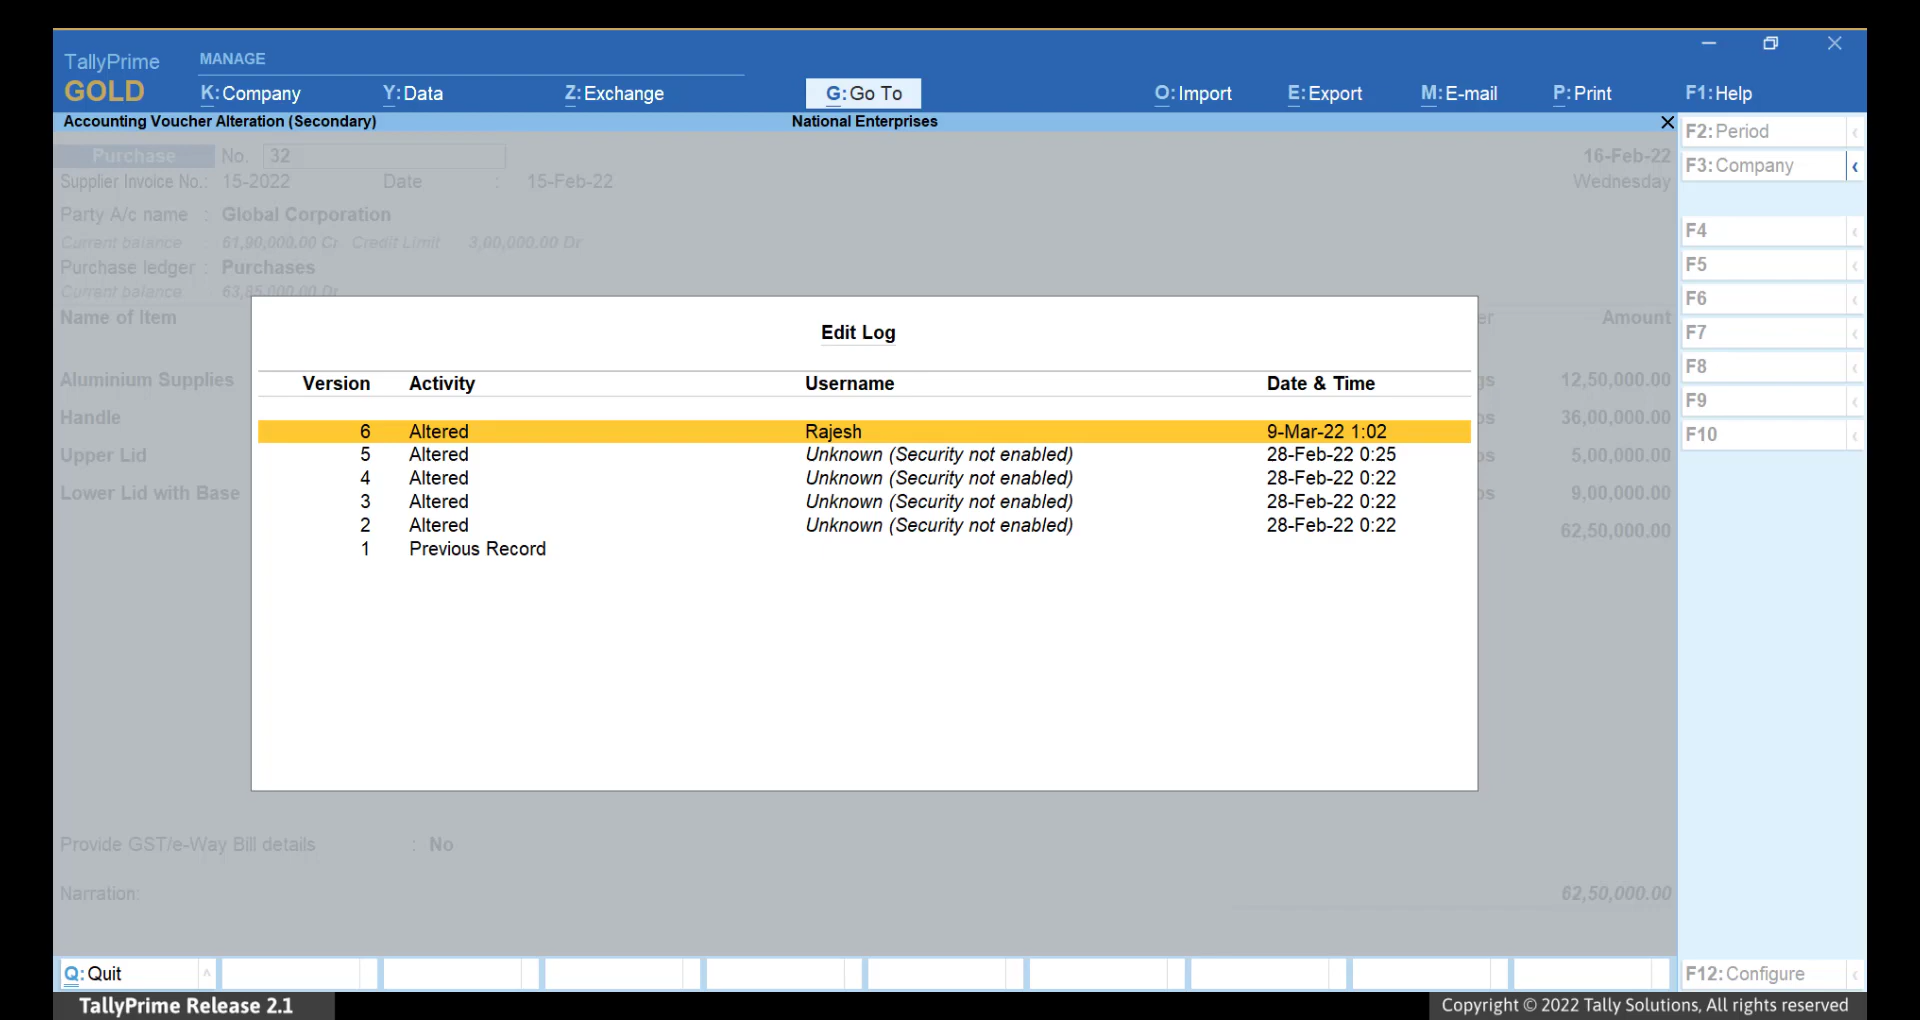 TallyPrime
GOLD
MANAGE
K:Company Y:Data Z:Exchange G:Go To O:Import E:Export M:E-mail P:Print F1:Help
Accounting Voucher Alteration (Secondary) National Enterprises
Purchase No. 32 16-Feb-22
Supplier Invoice No.: 15-2022 Date : 15-Feb-22 Wednesday
Party A/c name : Global Corporation
Current balance : 61,90,000.00 Cr Credit Limit 3,00,000.00 Dr
Purchase ledger : Purchases
Current balance 63,85,000.00 Dr
Name of Item Amount
Aluminium Supplies 12,50,000.00
Handle 36,00,000.00
Upper Lid 5,00,000.00
Lower Lid with Base 9,00,000.00
62,50,000.00
Edit Log
Version Activity Username Date & Time
6 Altered Rajesh 9-Mar-22 1:02
5 Altered Unknown (Security not enabled) 28-Feb-22 0:25
4 Altered Unknown (Security not enabled) 28-Feb-22 0:22
3 Altered Unknown (Security not enabled) 28-Feb-22 0:22
2 Altered Unknown (Security not enabled) 28-Feb-22 0:22
1 Previous Record
Provide GST/e-Way Bill details : No
Narration: 62,50,000.00
F2:Period
F3:Company
F4
F5
F6
F7
F8
F9
F10
Q:Quit F12:Configure
TallyPrime Release 2.1 Copyright © 2022 Tally Solutions, All rights reserved